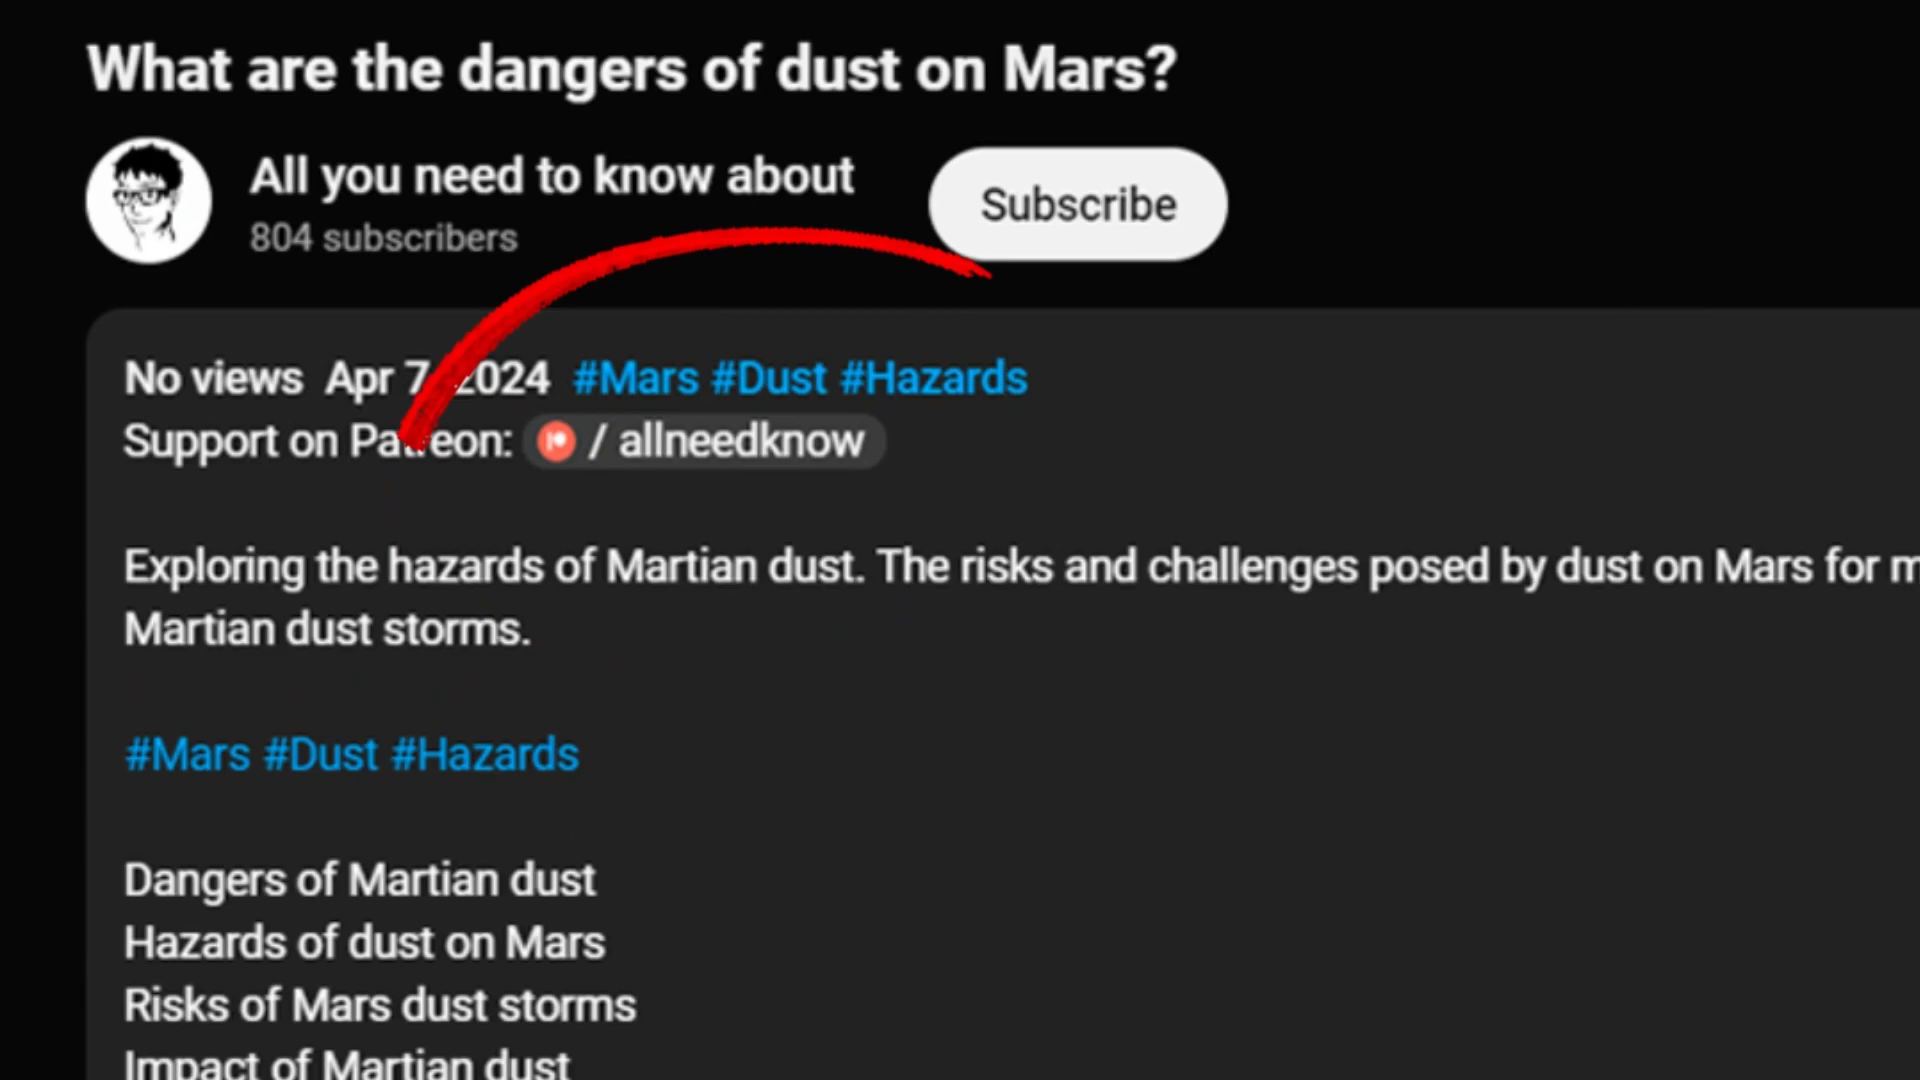 What are the dangers of dust on Mars?
All you need to know about
804 subscribers
Subscribe
No views Apr 7, 2024 #Mars #Dust #Hazards
Support on Patreon: / allneedknow
Exploring the hazards of Martian dust. The risks and challenges posed by dust on Mars for m
Martian dust storms.
#Mars #Dust #Hazards
Dangers of Martian dust
Hazards of dust on Mars
Risks of Mars dust storms
Impact of Martian dust